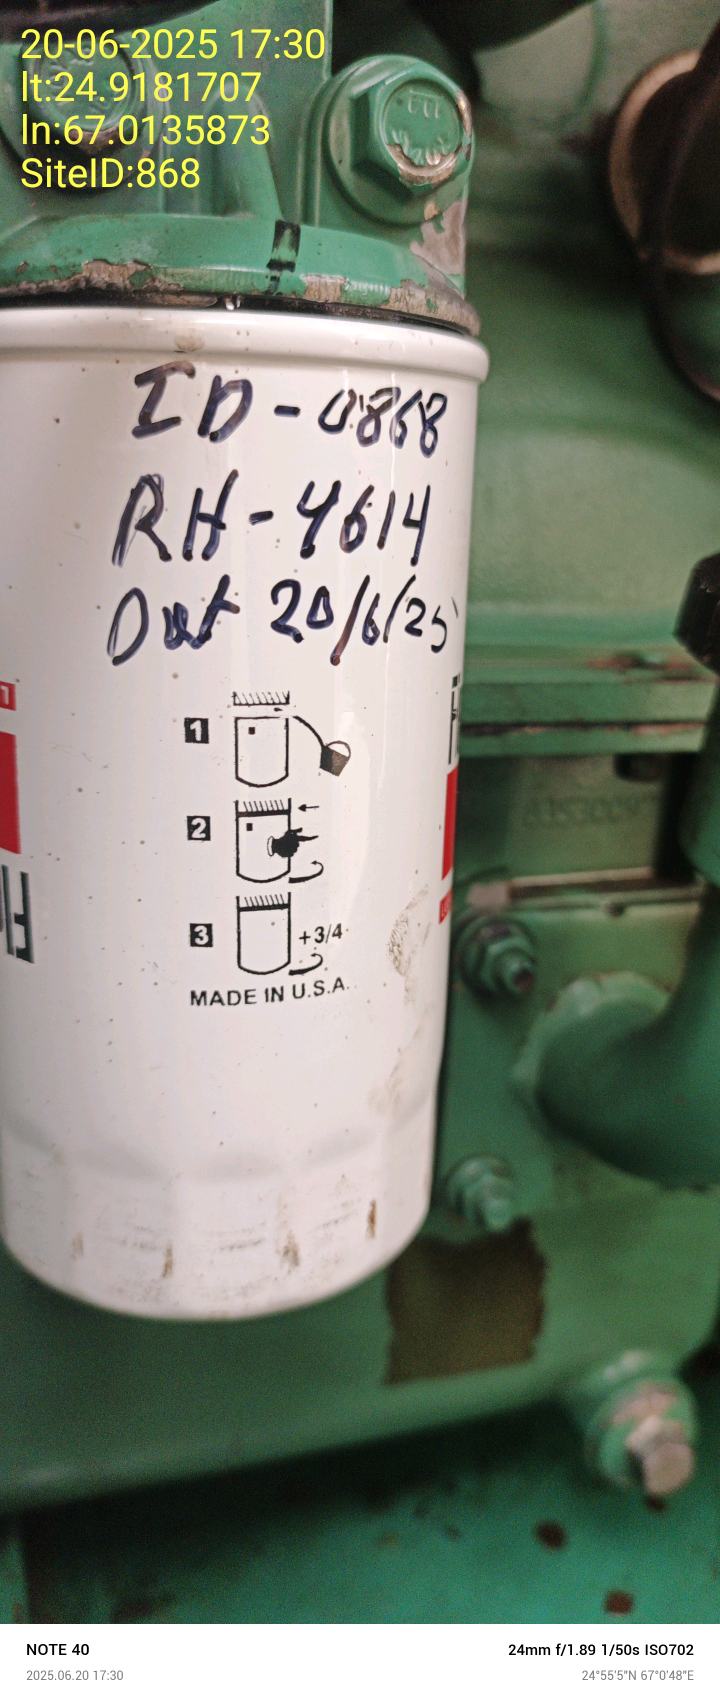 20-06-2025 17:30
lt:24.9181707
ln:67.0135873
SiteID:868
ID-0868
RH-4614
Dat 20/6/25
1
2
3
+3/4
MADE IN U.S.A.
NOTE 40
24mm f/1.89 1/50s ISO702
2025.06.20 17:30
24°55'5"N 67°0'48"E